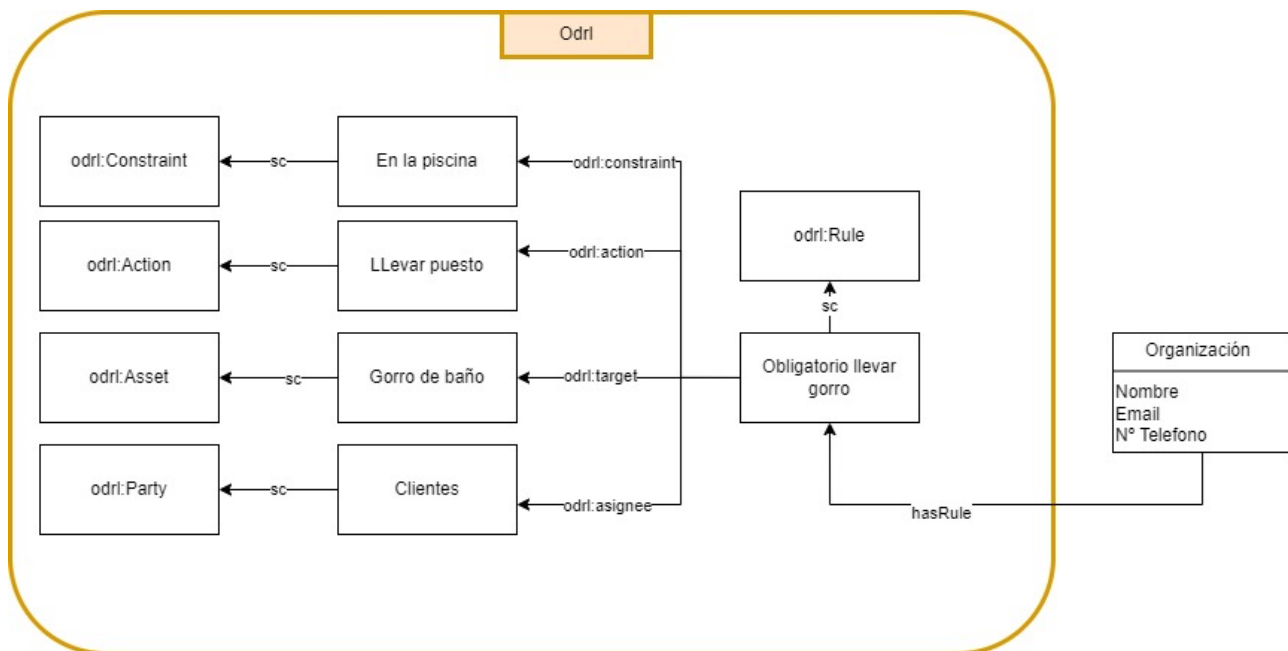 Odrl
odrl:Constraint
sc
En la piscina
odrl:constraint
odrl:Rule
odrl:Action
sc
LLevar puesto
odrl:action
sc
odrl:Asset
sc
Gorro de baño
odrl:target
Obligatorio llevar
gorro
Organización
Nombre
Email
Nº Telefono
odrl:Party
sc
Clientes
odrl:asignee
hasRule